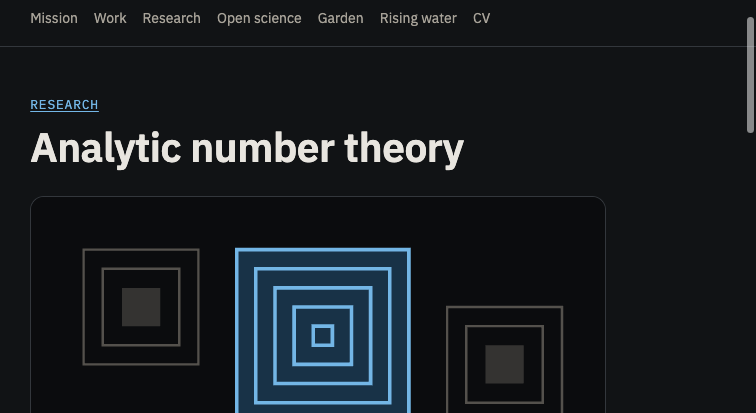 Mission Work Research Open science Garden Rising water CV
RESEARCH
Analytic number theory